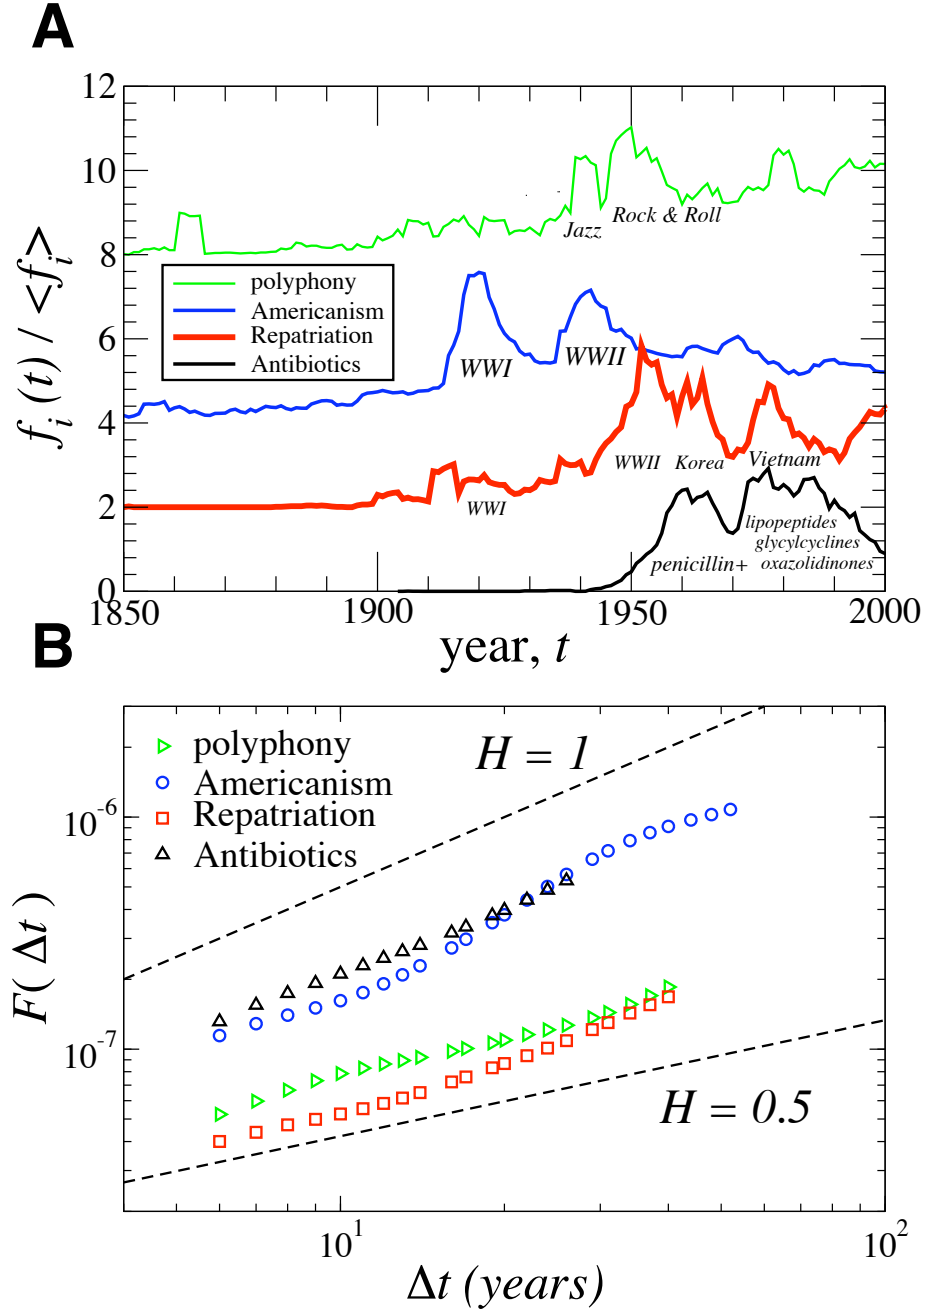 A
12
10
8
6
4
2
0
f_i (t) / <f_i>
Jazz
Rock & Roll
polyphony
Americanism
Repatriation
Antibiotics
WWI
WWII
WWII
Korea
Vietnam
WWI
lipopeptides
glycylcyclines
penicillin+
oxazolidinones
1850
1900
1950
2000
year, t
B
polyphony
Americanism
Repatriation
Antibiotics
H = 1
10^-6
10^-7
F( Δt )
H = 0.5
10^1
10^2
Δt (years)